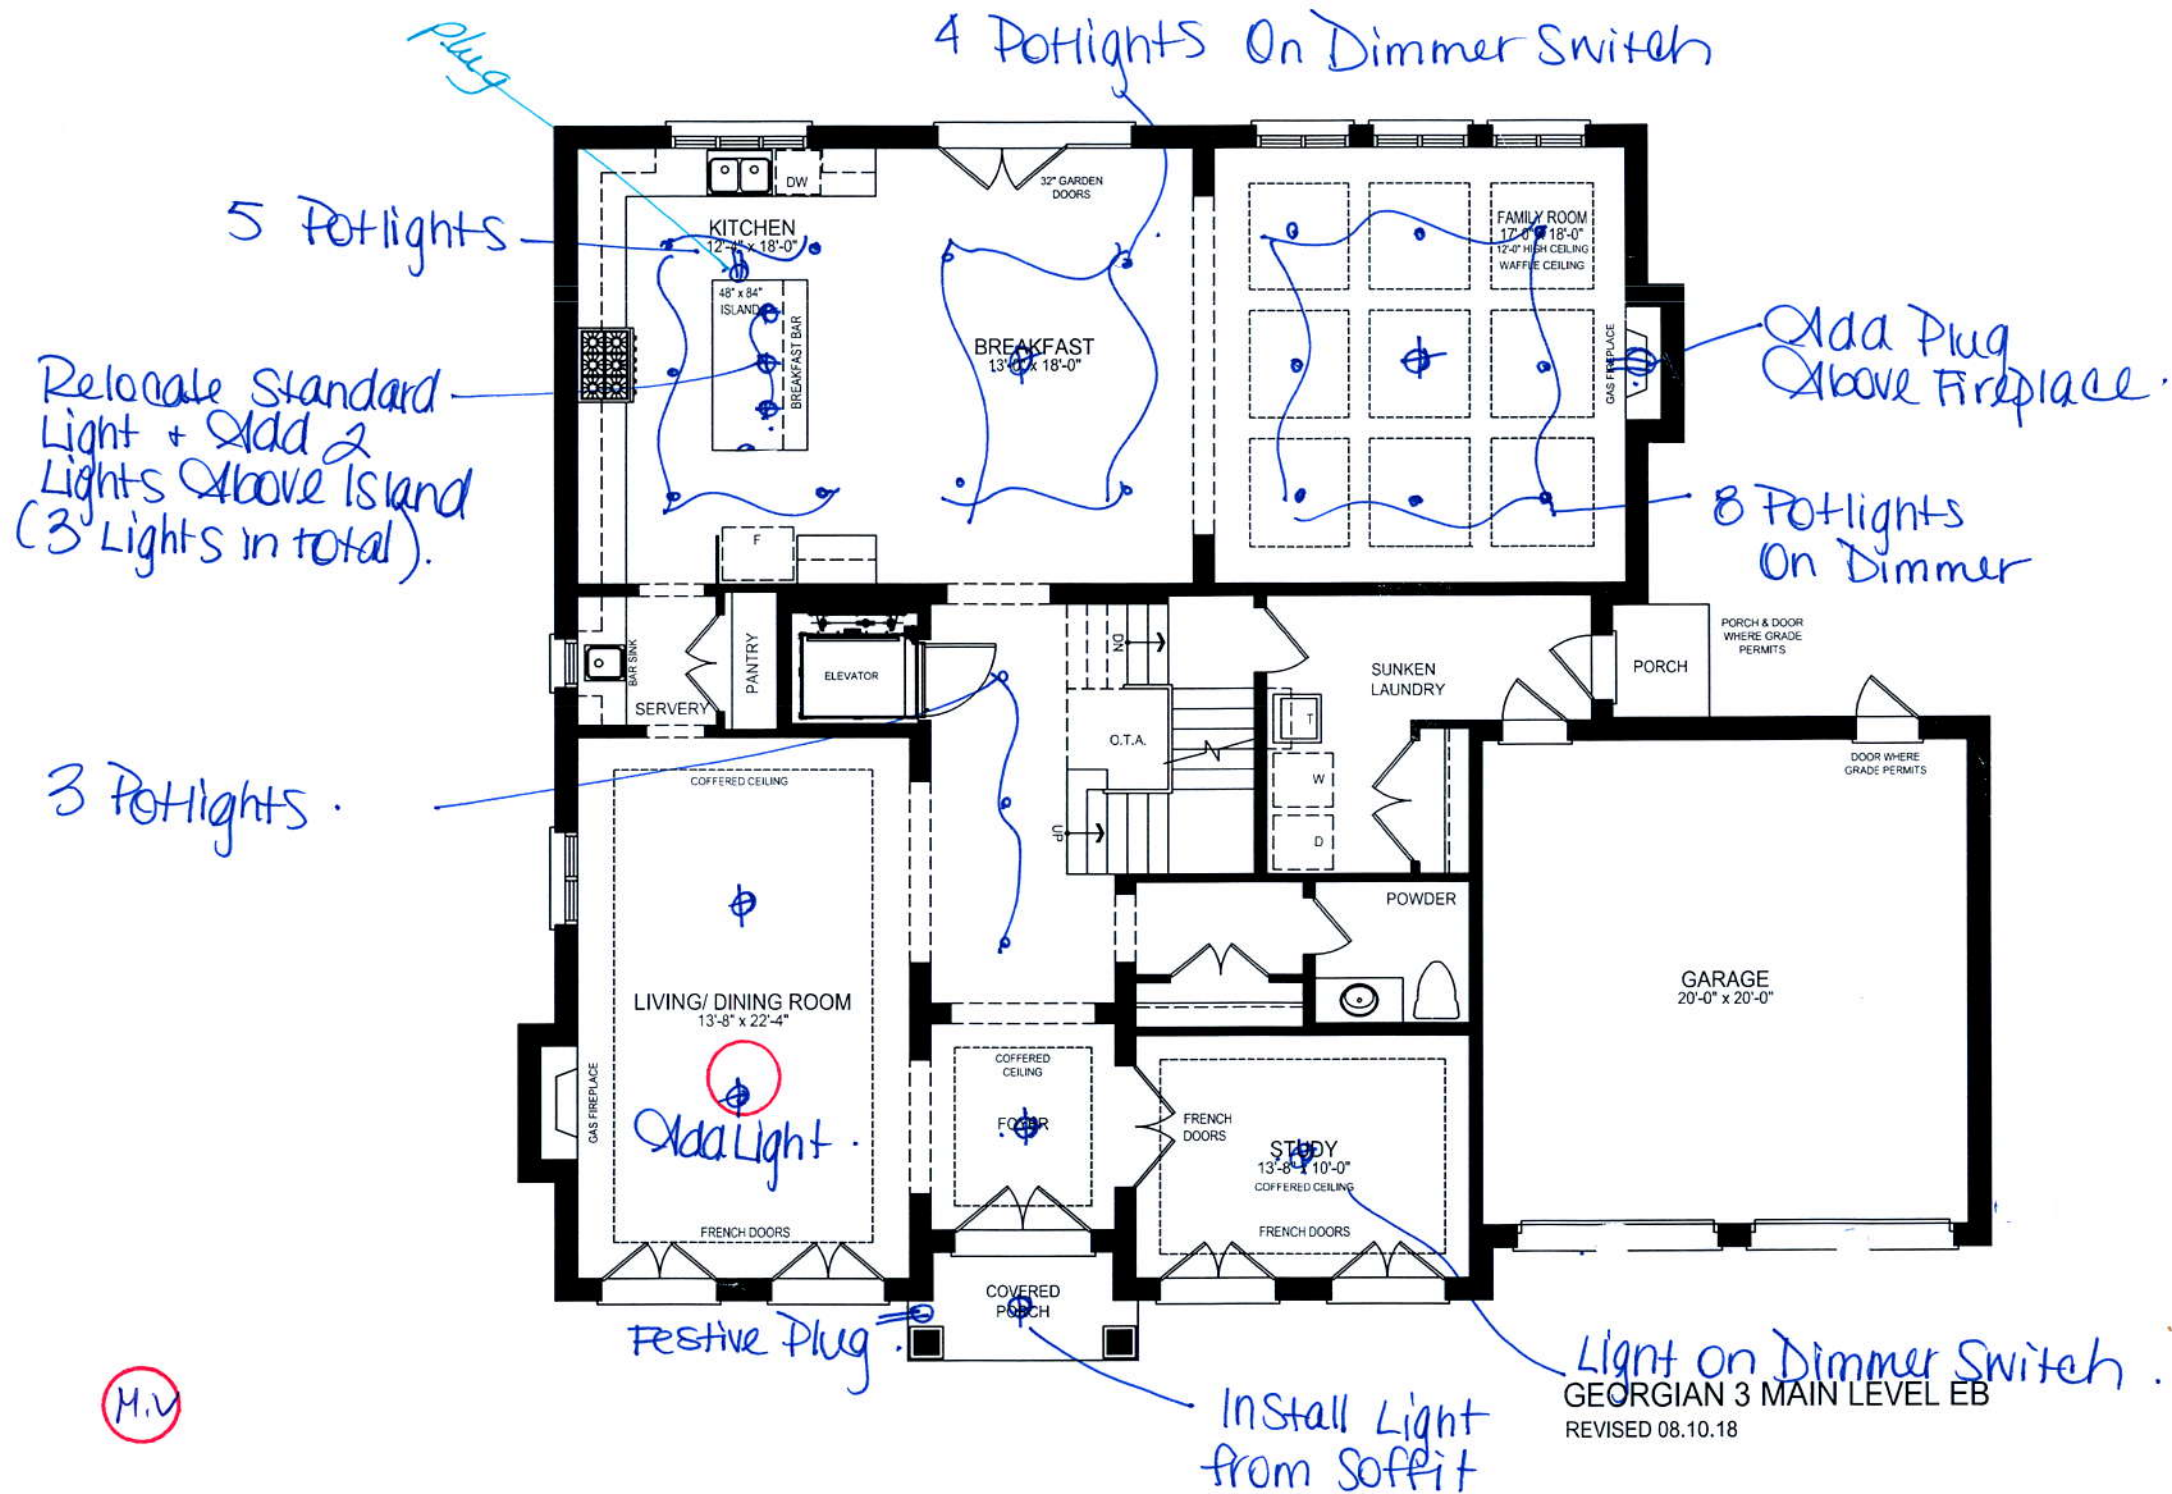 Plug
4 Potlights On Dimmer Switch
32" GARDEN
DOORS
DW
5 Potlights
KITCHEN
12'-4" x 18'-0"
FAMILY ROOM
17'-0" x 18'-0"
12'-0" HIGH CEILING
WAFFLE CEILING
48" x 84"
ISLAND
BREAKFAST BAR
BREAKFAST
13'-0" x 18'-0"
GAS FIREPLACE
Add Plug
Above Fireplace.
Relocate Standard
Light + Add 2
Lights Above Island
(3 Lights in total).
8 Potlights
On Dimmer
F
BAR SINK
SERVERY
PANTRY
ELEVATOR
DN
O.T.A.
UP
SUNKEN
LAUNDRY
T
W
D
PORCH
PORCH & DOOR
WHERE GRADE
PERMITS
DOOR WHERE
GRADE PERMITS
3 Potlights.
COFFERED CEILING
POWDER
LIVING/ DINING ROOM
13'-8" x 22'-4"
GARAGE
20'-0" x 20'-0"
GAS FIREPLACE
Add Light.
COFFERED
CEILING
FOYER
FRENCH
DOORS
STUDY
13'-8" x 10'-0"
COFFERED CEILING
FRENCH DOORS
FRENCH DOORS
COVERED
PORCH
Festive Plug
Install Light
from Soffit
Light on Dimmer Switch.
GEORGIAN 3 MAIN LEVEL EB
REVISED 08.10.18
M.V